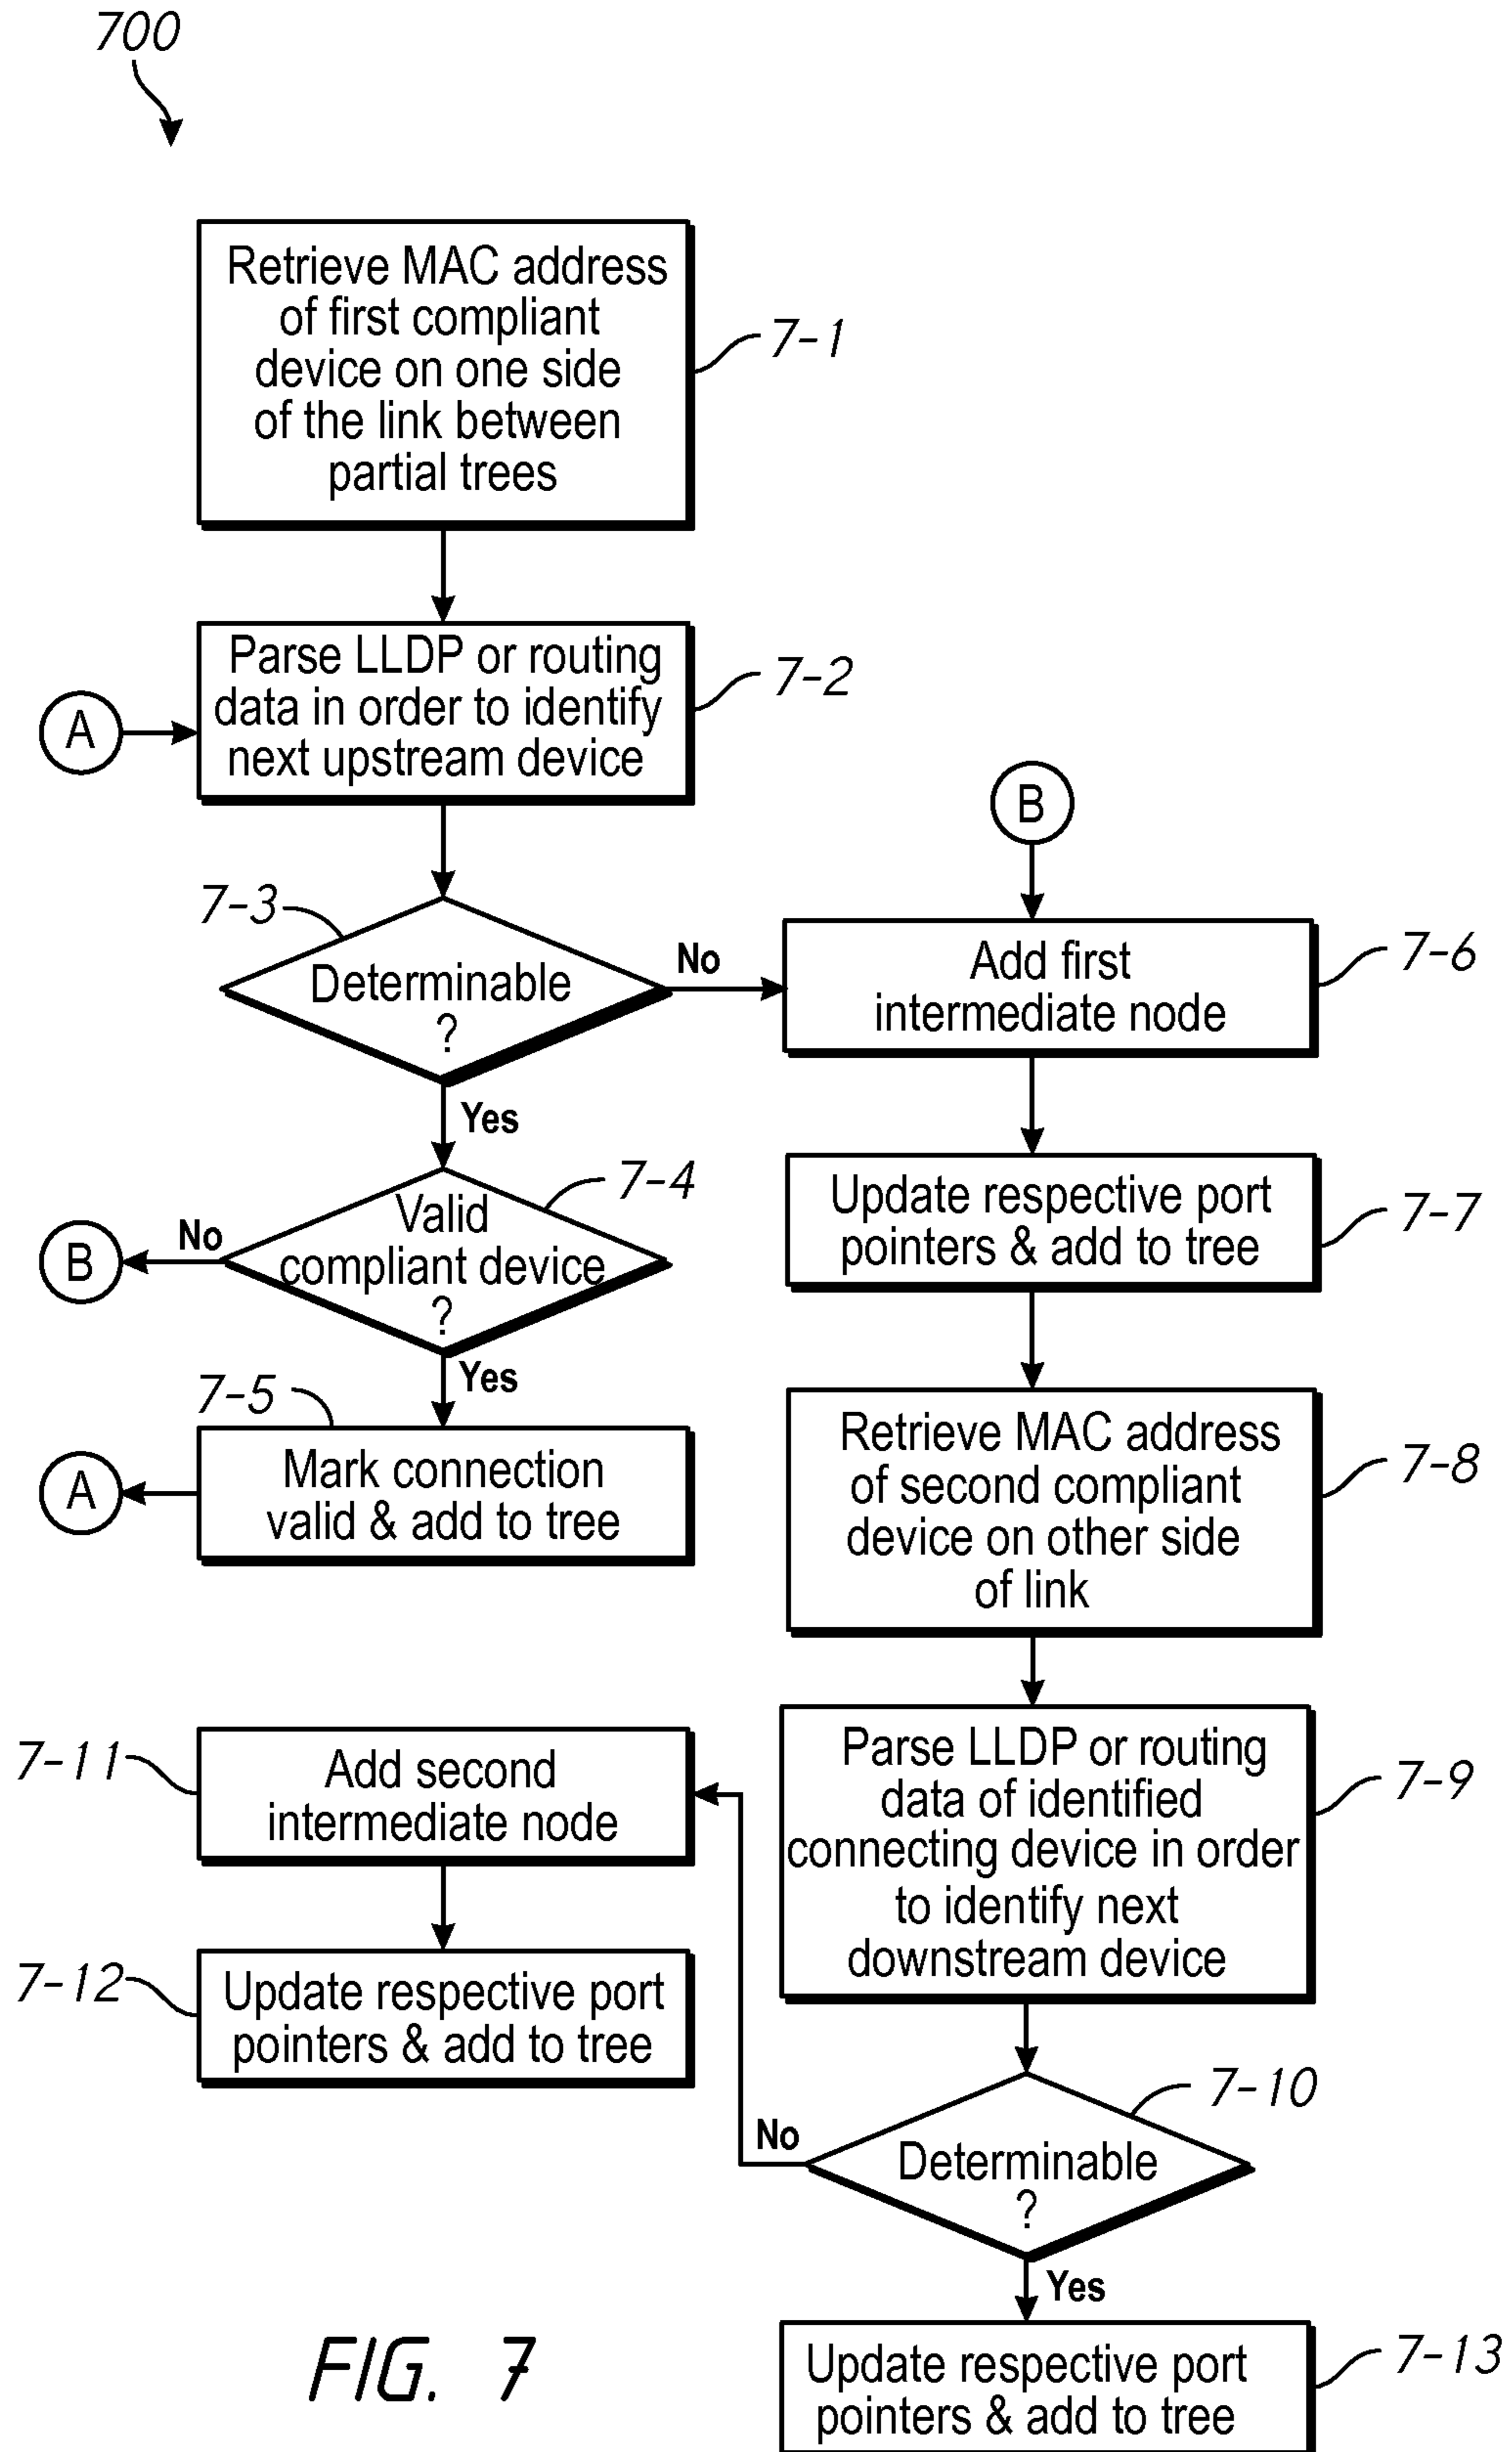 700
Retrieve MAC address
of first compliant
device on one side
of the link between
partial trees
7-1
Parse LLDP or routing
data in order to identify
next upstream device
7-2
A
7-3
Determinable
?
No
Yes
Valid
compliant device
?
7-4
No
B
Yes
7-5
Mark connection
valid & add to tree
A
B
Add first
intermediate node
7-6
Update respective port
pointers & add to tree
7-7
Retrieve MAC address
of second compliant
device on other side
of link
7-8
Parse LLDP or routing
data of identified
connecting device in order
to identify next
downstream device
7-9
7-10
Determinable
?
No
7-11
Add second
intermediate node
7-12
Update respective port
pointers & add to tree
Yes
Update respective port
pointers & add to tree
7-13
FIG. 7